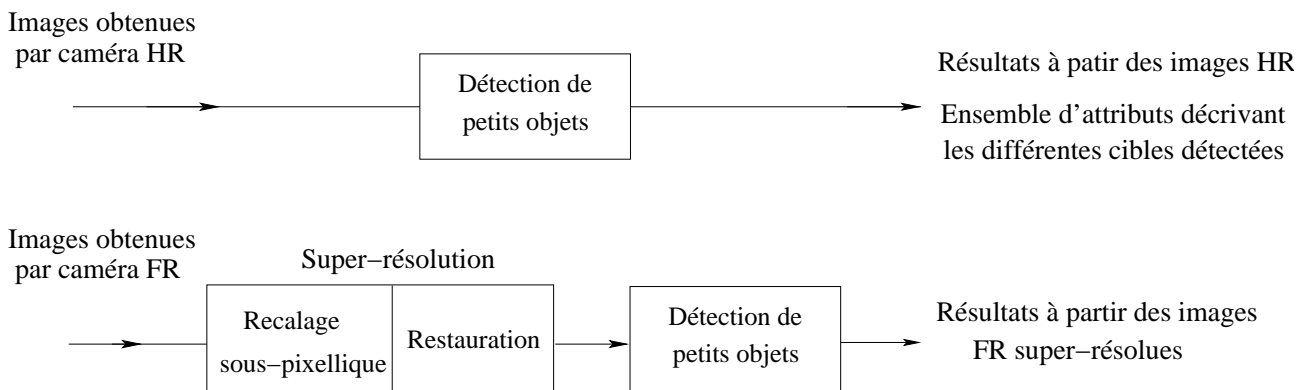 Images obtenues
par caméra HR
Détection de
petits objets
Résultats à patir des images HR
Ensemble d'attributs décrivant
les différentes cibles détectées
Images obtenues
par caméra FR
Super−résolution
Recalage
sous−pixellique
Restauration
Détection de
petits objets
Résultats à partir des images
FR super−résolues